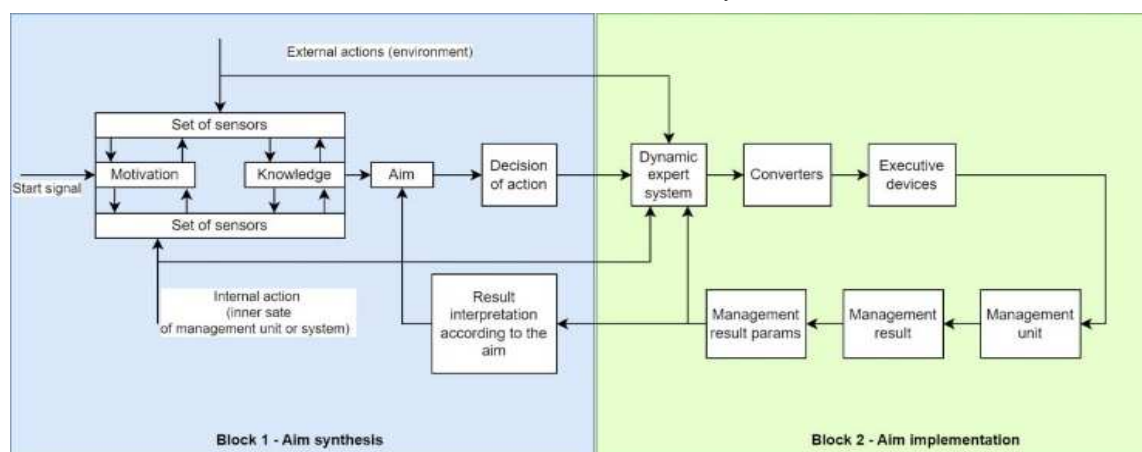 External actions (environment)
Set of sensors
Start signal
Motivation
Knowledge
Aim
Decision
of action
Set of sensors
Internal action
(inner sate
of management unit or system)
Result
interpretation
according to the
aim
Block 1 - Aim synthesis
Dynamic
expert
system
Converters
Executive
devices
Management
result params
Management
result
Management
unit
Block 2 - Aim implementation